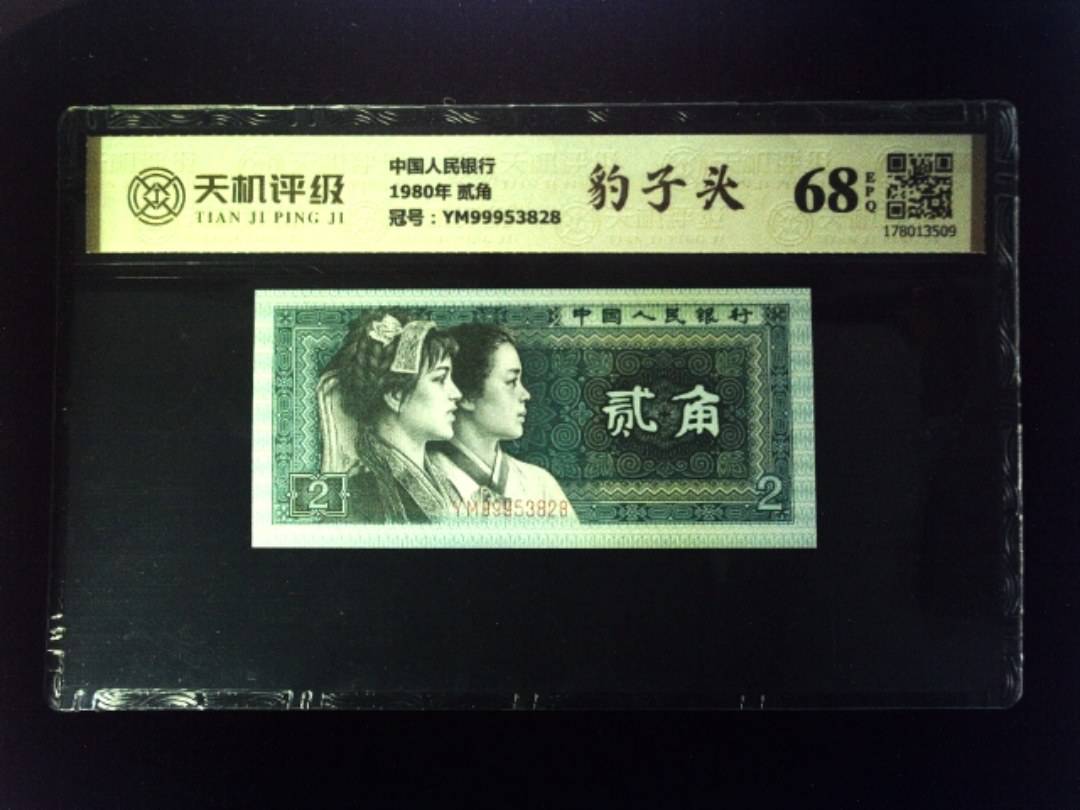 天机评级
TIAN JI PING JI
中国人民银行
1980年 贰角
冠号：YM99953828
豹子头
68
EPQ
178013509
中国人民银行
贰角
2
2
YM99953828